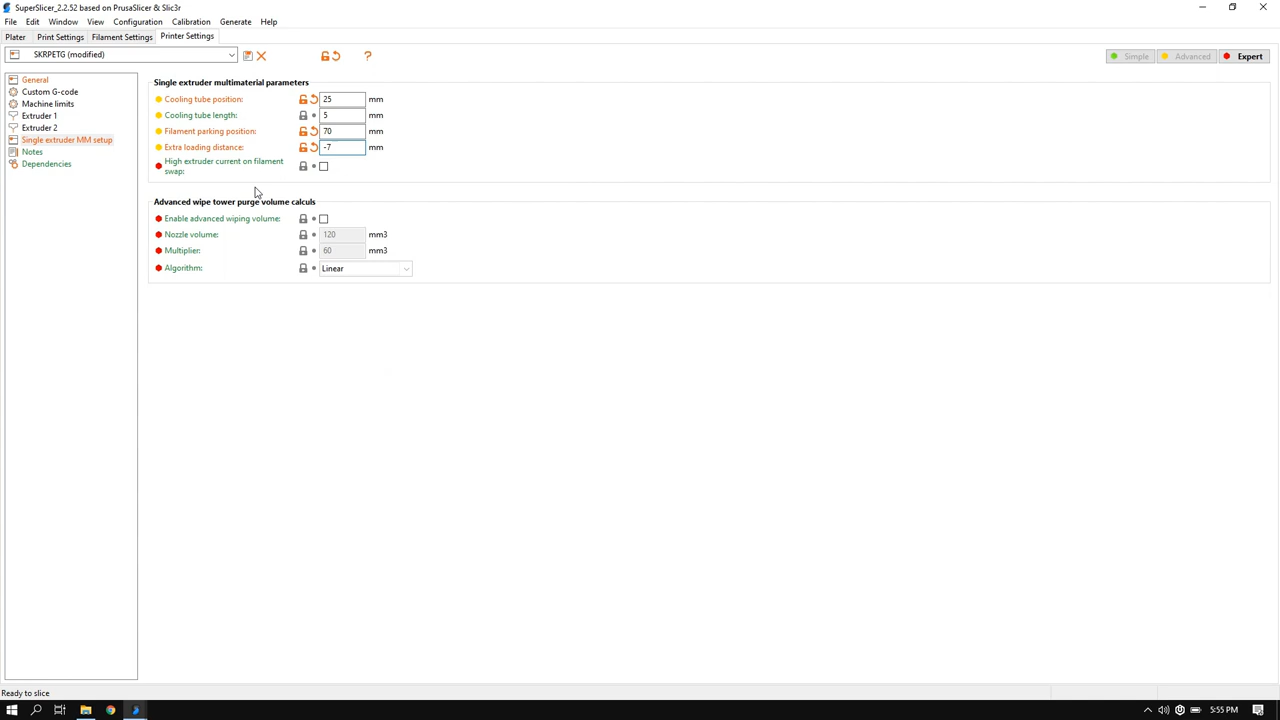 SuperSlicer_2.2.52 based on PrusaSlicer & Slic3r
File Edit Window View Configuration Calibration Generate Help
Plater Print Settings Filament Settings Printer Settings
SKRPETG (modified) ? Simple Advanced Expert
General
Custom G-code
Machine limits
Extruder 1
Extruder 2
Single extruder MM setup
Notes
Dependencies
Single extruder multimaterial parameters
Cooling tube position: 25 mm
Cooling tube length: 5 mm
Filament parking position: 70 mm
Extra loading distance: -7 mm
High extruder current on filament
swap:
Advanced wipe tower purge volume calculs
Enable advanced wiping volume:
Nozzle volume: 120 mm3
Multiplier: 60 mm3
Algorithm: Linear
Ready to slice
5:55 PM